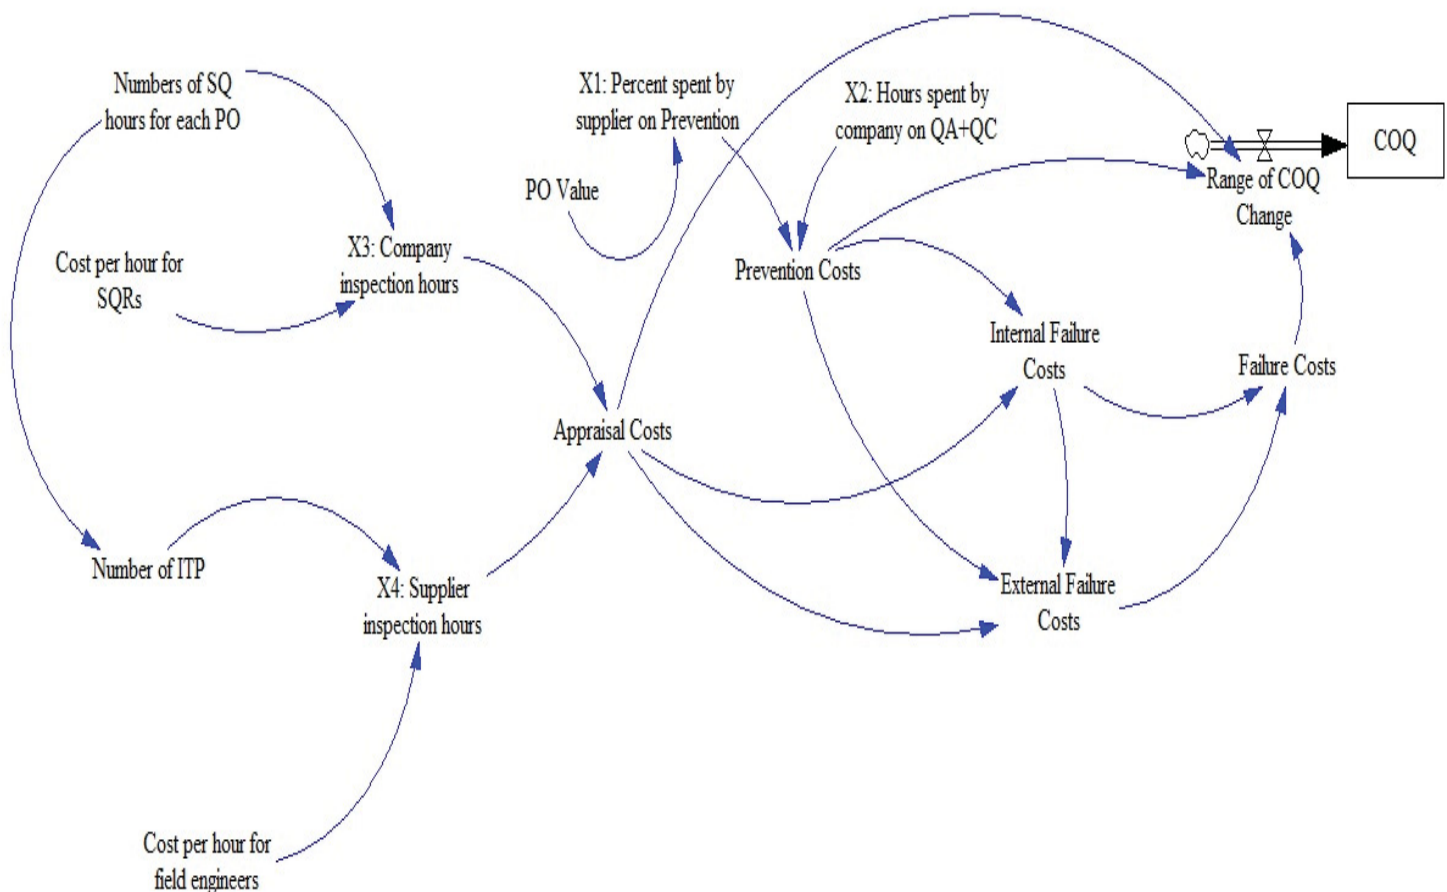 Numbers of SQ
hours for each PO
X1: Percent spent by
supplier on Prevention
X2: Hours spent by
company on QA+QC
COQ
PO Value
Range of COQ
Change
X3: Company
inspection hours
Cost per hour for
SQRs
Prevention Costs
Internal Failure
Costs
Failure Costs
Appraisal Costs
Number of ITP
X4: Supplier
inspection hours
External Failure
Costs
Cost per hour for
field engineers